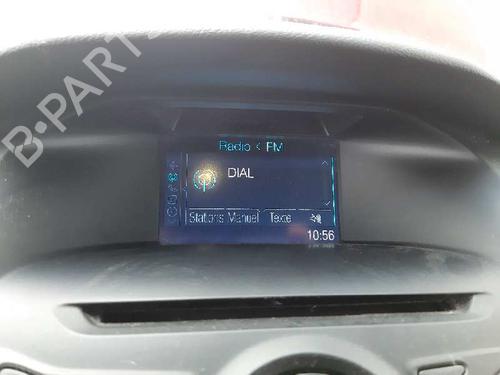 B-PARTS
Radio < FM
DIAL
Stations Manuel Texte
10:56